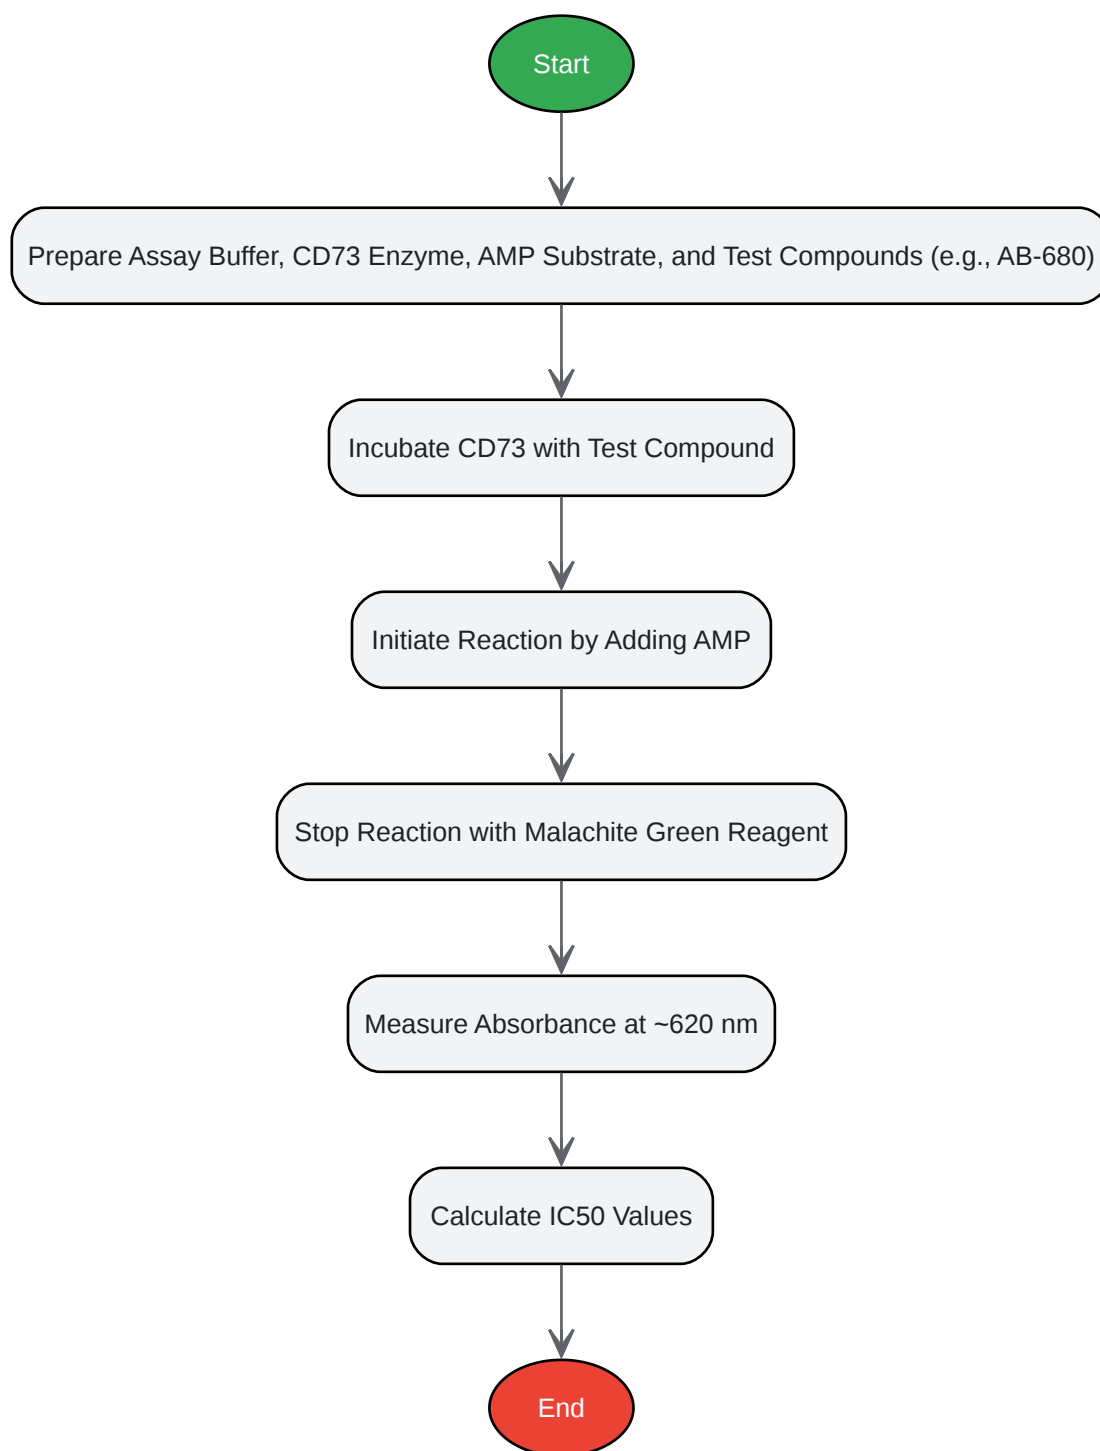 Start
Prepare Assay Buffer, CD73 Enzyme, AMP Substrate, and Test Compounds (e.g., AB-680)
Incubate CD73 with Test Compound
Initiate Reaction by Adding AMP
Stop Reaction with Malachite Green Reagent
Measure Absorbance at ~620 nm
Calculate IC50 Values
End